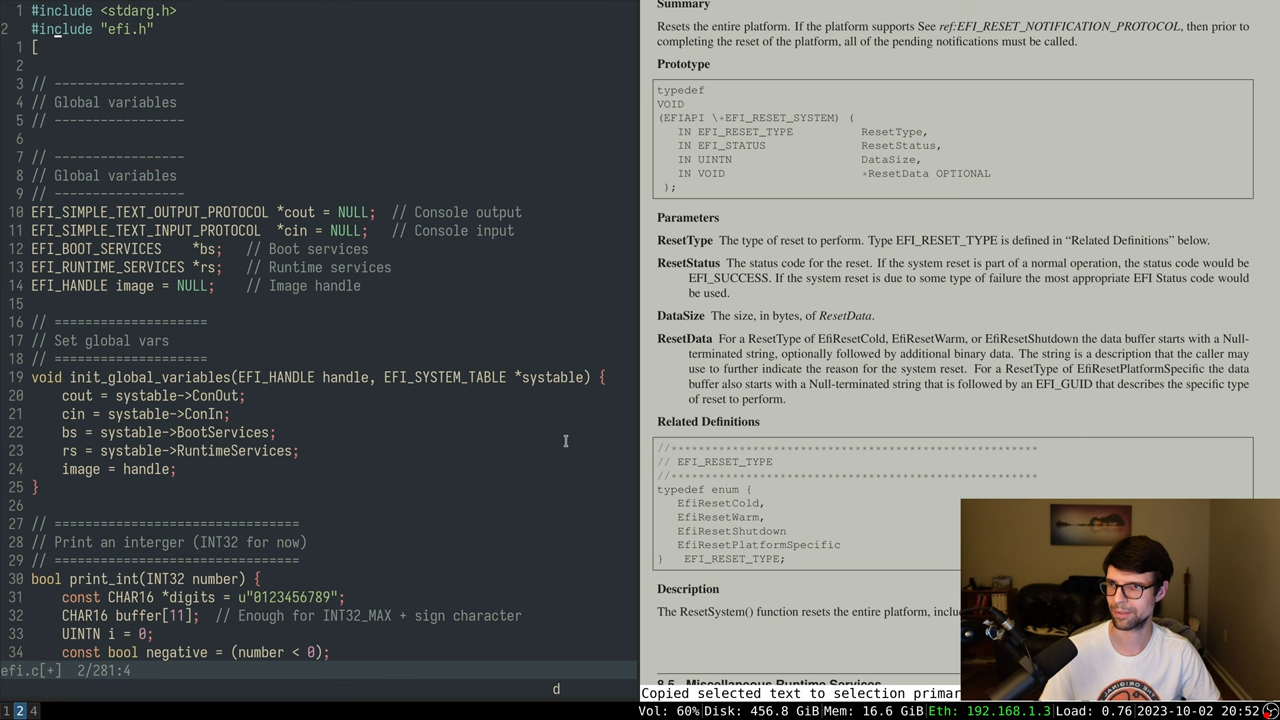 1 #include <stdarg.h>
2 #include "efi.h"
1 [
2
3 // -----------------
4 // Global variables
5 // -----------------
6
7 // -----------------
8 // Global variables
9 // -----------------
10 EFI_SIMPLE_TEXT_OUTPUT_PROTOCOL *cout = NULL;  // Console output
11 EFI_SIMPLE_TEXT_INPUT_PROTOCOL  *cin = NULL;   // Console input
12 EFI_BOOT_SERVICES    *bs;   // Boot services
13 EFI_RUNTIME_SERVICES *rs;   // Runtime services
14 EFI_HANDLE image = NULL;    // Image handle
15
16 // ====================
17 // Set global vars
18 // ====================
19 void init_global_variables(EFI_HANDLE handle, EFI_SYSTEM_TABLE *systable) {
20     cout = systable->ConOut;
21     cin = systable->ConIn;
22     bs = systable->BootServices;
23     rs = systable->RuntimeServices;
24     image = handle;
25 }
26
27 // ================================
28 // Print an interger (INT32 for now)
29 // ================================
30 bool print_int(INT32 number) {
31     const CHAR16 *digits = u"0123456789";
32     CHAR16 buffer[11];  // Enough for INT32_MAX + sign character
33     UINTN i = 0;
34     const bool negative = (number < 0);
efi.c[+]  2/281:4
d
Summary
Resets the entire platform. If the platform supports See ref:EFI_RESET_NOTIFICATION_PROTOCOL, then prior to
completing the reset of the platform, all of the pending notifications must be called.
Prototype
typedef
VOID
(EFIAPI \*EFI_RESET_SYSTEM) (
IN EFI_RESET_TYPE ResetType,
IN EFI_STATUS ResetStatus,
IN UINTN DataSize,
IN VOID *ResetData OPTIONAL
);
Parameters
ResetType The type of reset to perform. Type EFI_RESET_TYPE is defined in “Related Definitions” below.
ResetStatus The status code for the reset. If the system reset is part of a normal operation, the status code would be
EFI_SUCCESS. If the system reset is due to some type of failure the most appropriate EFI Status code would
be used.
DataSize The size, in bytes, of ResetData.
ResetData For a ResetType of EfiResetCold, EfiResetWarm, or EfiResetShutdown the data buffer starts with a Null-
terminated string, optionally followed by additional binary data. The string is a description that the caller may
use to further indicate the reason for the system reset. For a ResetType of EfiResetPlatformSpecific the data
buffer also starts with a Null-terminated string that is followed by an EFI_GUID that describes the specific type
of reset to perform.
Related Definitions
//*****************************************************
// EFI_RESET_TYPE
//*****************************************************
typedef enum {
EfiResetCold,
EfiResetWarm,
EfiResetShutdown
EfiResetPlatformSpecific
} EFI_RESET_TYPE;
Description
The ResetSystem() function resets the entire platform,
8.5 Miscellaneous Runtime Services
Copied selected text to selection primar
1 2 4
Vol: 60%|Disk: 456.8 GiB|Mem: 16.6 GiB|Eth: 192.168.1.3|Load: 0.76|2023-10-02 20:52